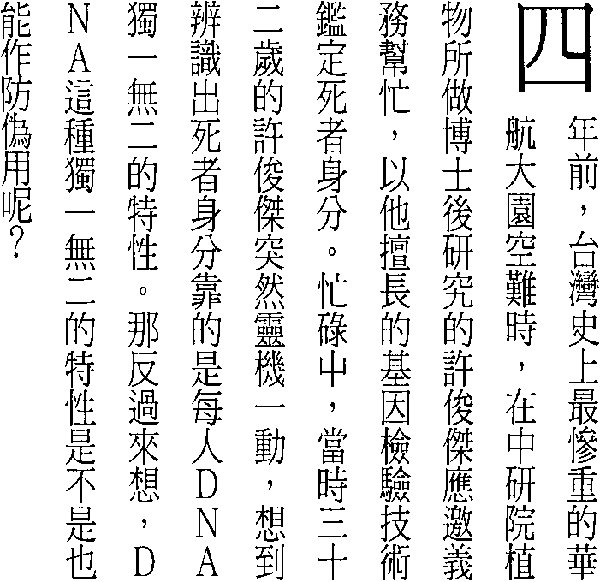 四
年前，台灣史上最慘重的華
航大園空難時，在中研院植
物所做博士後研究的許俊傑應邀義
務幫忙，以他擅長的基因檢驗技術
鑑定死者身分。忙碌中，當時三十
二歲的許俊傑突然靈機一動，想到
辨識出死者身分靠的是每人ＤＮＡ
獨一無二的特性。那反過來想，Ｄ
ＮＡ這種獨一無二的特性是不是也
能作防偽用呢？